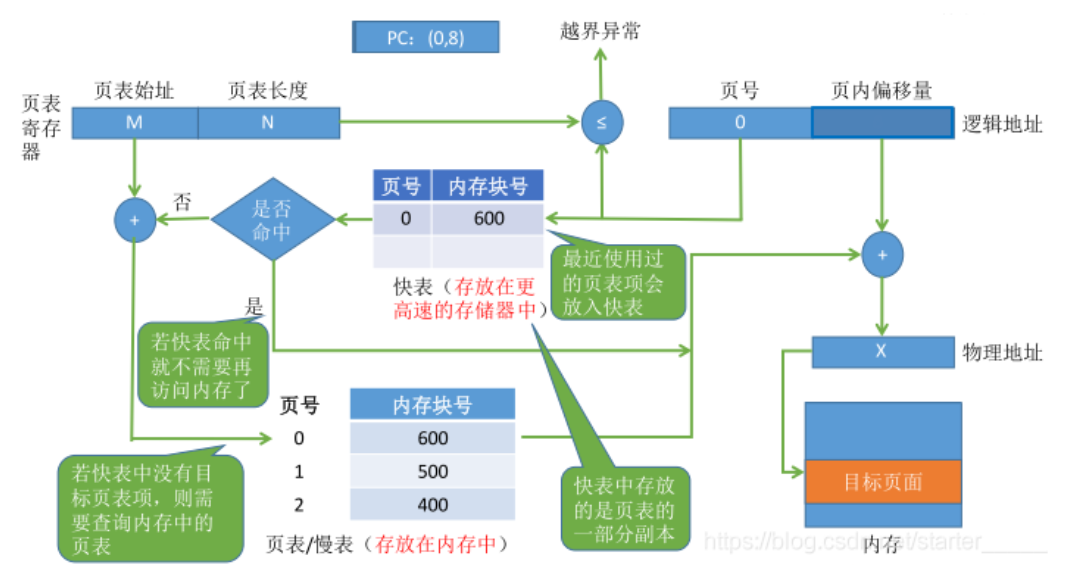 PC：(0,8)
越界异常
页表始址 页表长度
页号 页内偏移量
页表
寄存
器
M N
≤
0
逻辑地址
页号 内存块号
0 600
否
是否
命中
+
+
最近使用过
的页表项会
放入快表
快表（存放在更
高速的存储器中）
是
若快表命中
就不需要再
访问内存了
X
物理地址
页号 内存块号
0 600
1 500
2 400
若快表中没有目
标页表项，则需
要查询内存中的
页表
快表中存放
的是页表的
一部分副本
目标页面
页表/慢表（存放在内存中）
内存